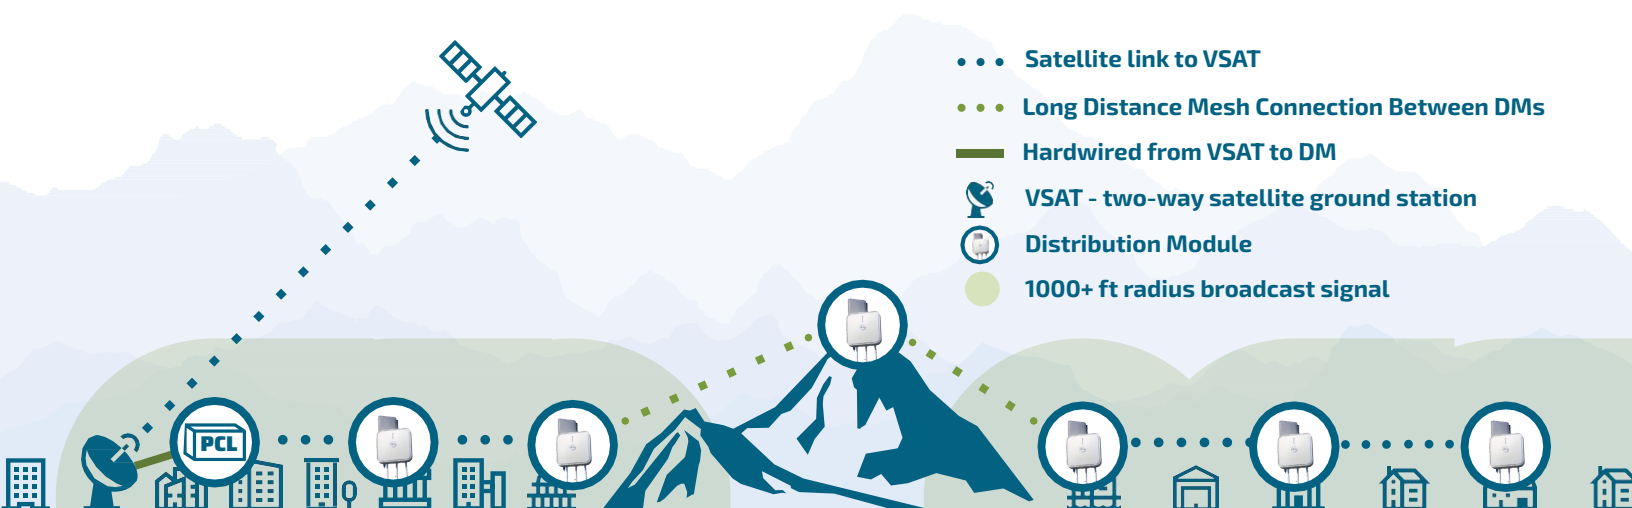 Satellite link to VSAT
Long Distance Mesh Connection Between DMs
Hardwired from VSAT to DM
VSAT - two-way satellite ground station
Distribution Module
1000+ ft radius broadcast signal
PCL